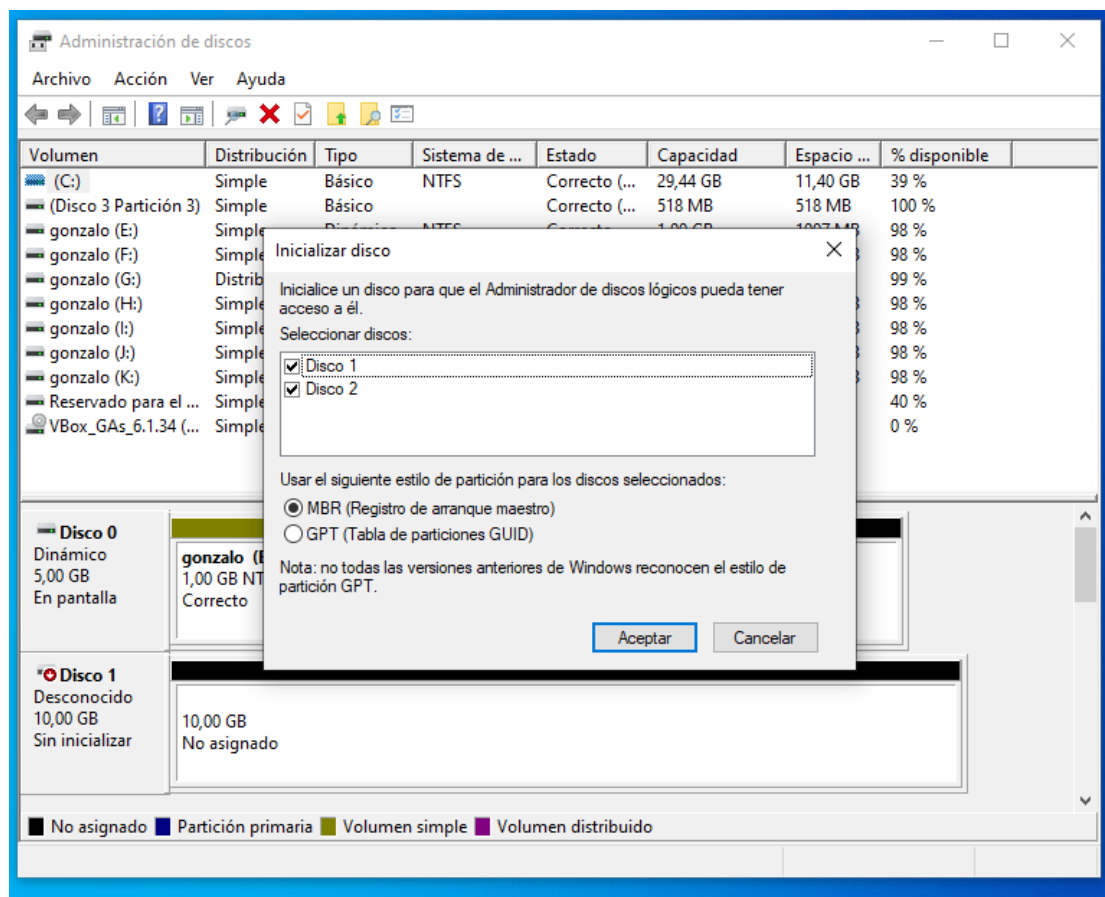 Administración de discos
Archivo Acción Ver Ayuda
Volumen Distribución Tipo Sistema de ... Estado Capacidad Espacio ... % disponible
(C:) Simple Básico NTFS Correcto (... 29,44 GB 11,40 GB 39 %
(Disco 3 Partición 3) Simple Básico Correcto (... 518 MB 518 MB 100 %
gonzalo (E:) Simple 98 %
gonzalo (F:) Simple 98 %
gonzalo (G:) Distrib 99 %
gonzalo (H:) Simple 98 %
gonzalo (I:) Simple 98 %
gonzalo (J:) Simple 98 %
gonzalo (K:) Simple 98 %
Reservado para el ... Simple 40 %
VBox_GAs_6.1.34 (... Simple 0 %
Inicializar disco
Inicialice un disco para que el Administrador de discos lógicos pueda tener
acceso a él.
Seleccionar discos:
Disco 1
Disco 2
Usar el siguiente estilo de partición para los discos seleccionados:
MBR (Registro de arranque maestro)
GPT (Tabla de particiones GUID)
Nota: no todas las versiones anteriores de Windows reconocen el estilo de
partición GPT.
Aceptar Cancelar
Disco 0
Dinámico
5,00 GB
En pantalla
gonzalo (E
1,00 GB NT
Correcto
Disco 1
Desconocido
10,00 GB
Sin inicializar
10,00 GB
No asignado
No asignado Partición primaria Volumen simple Volumen distribuido